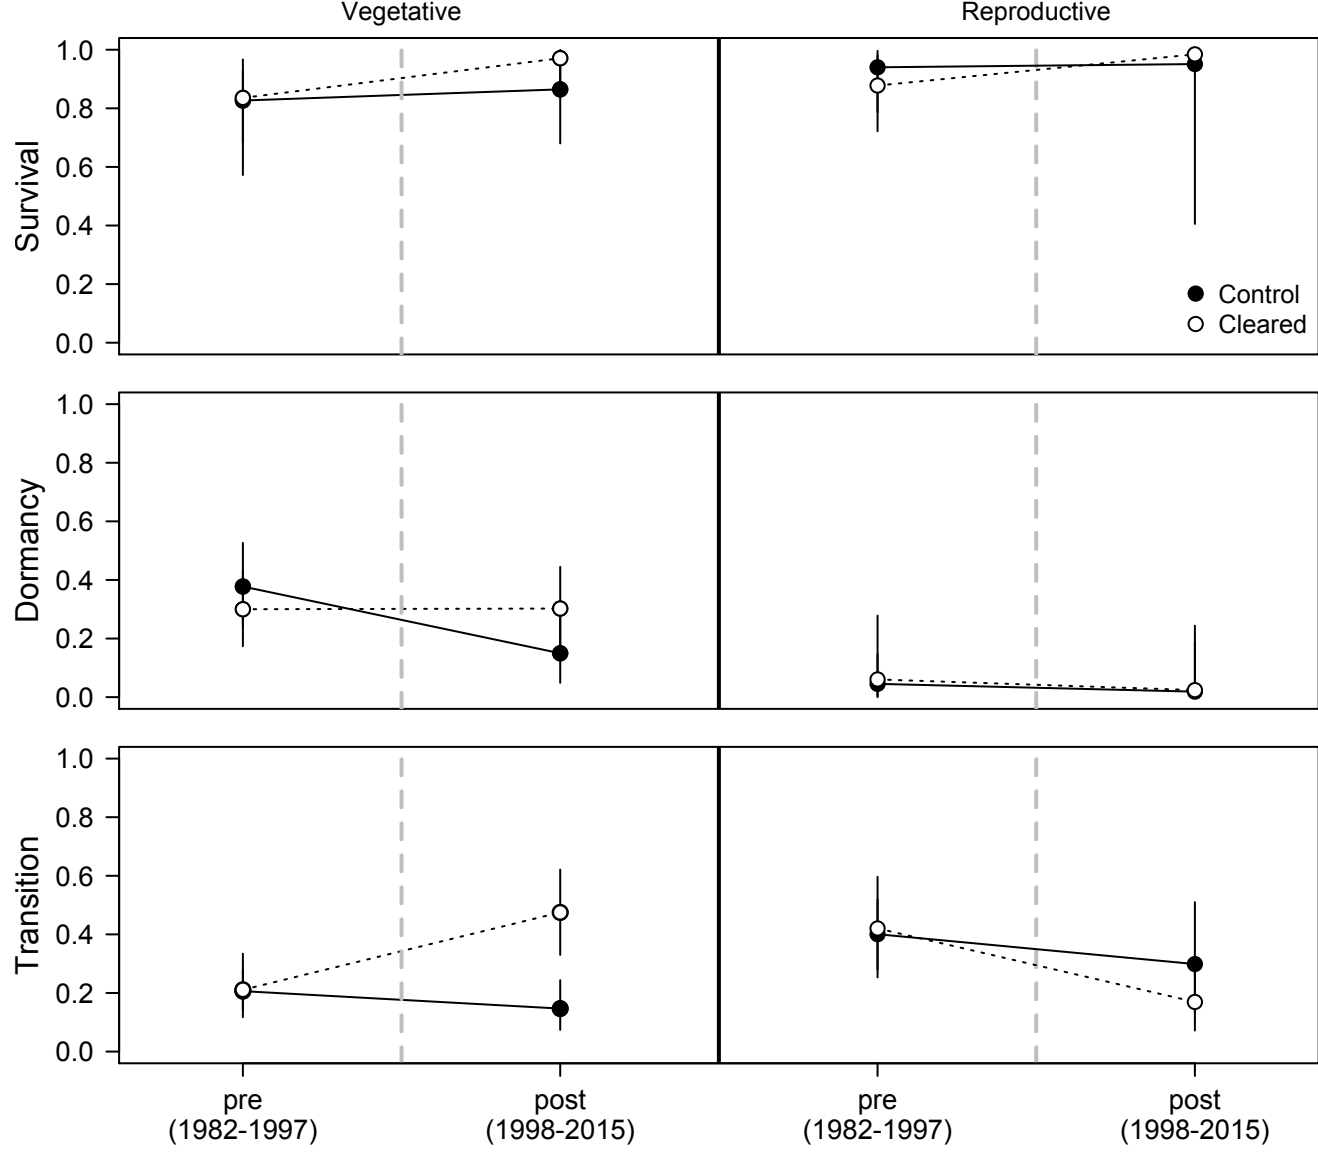 Vegetative
Reproductive
Survival
1.0
0.8
0.6
0.4
0.2
0.0
Control
Cleared
Dormancy
1.0
0.8
0.6
0.4
0.2
0.0
Transition
1.0
0.8
0.6
0.4
0.2
0.0
pre
(1982-1997)
post
(1998-2015)
pre
(1982-1997)
post
(1998-2015)